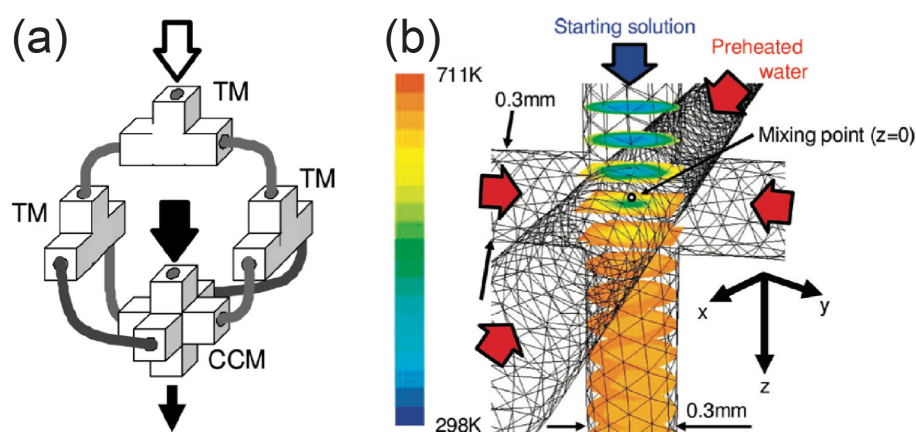 (a)
TM
TM
TM
CCM
(b)
Starting solution
Preheated
water
711K
0.3mm
Mixing point (z=0)
x
y
z
298K
0.3mm